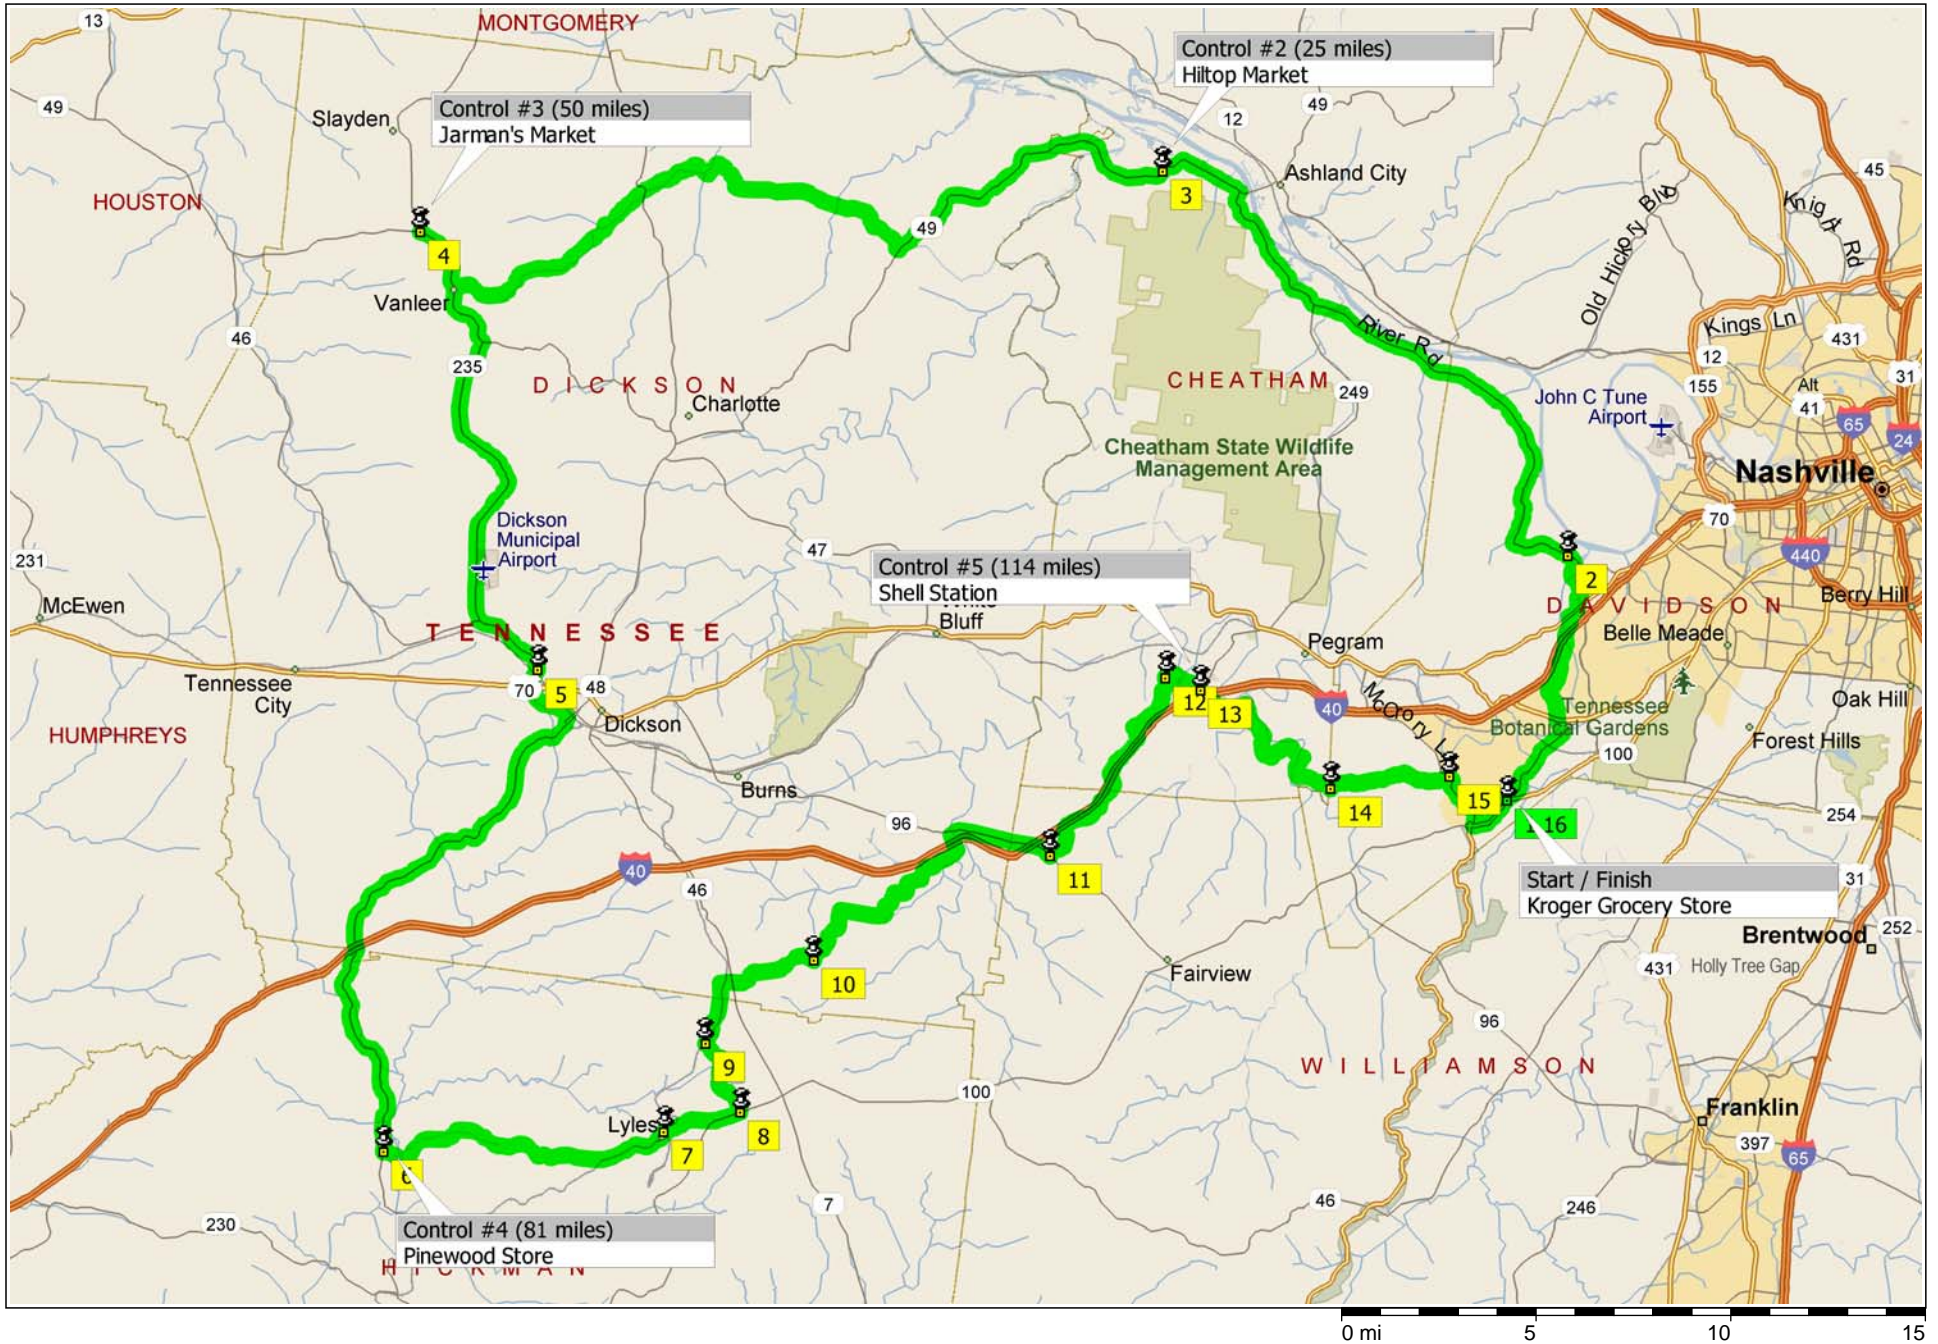 13
MONTGOMERY
Control #2 (25 miles)
Hiltop Market
49
Control #3 (50 miles)
Jarman's Market
Slayden
12
49
Ashland City
45
Knight Rd
HOUSTON
3
49
4
Vanleer
Old Hickory Blvd
River Rd
Kings Ln
431
12
46
235
DICKSON
Charlotte
CHEATHAM
249
155
31
Alt
41
John C Tune
Airport
65
24
Cheatham State Wildlife
Management Area
Nashville
70
440
Dickson
Municipal
Airport
47
231
Control #5 (114 miles)
Shell Station
White
Bluff
2
DAVIDSON
Berry Hill
McEwen
TENNESSEE
Pegram
Belle Meade
Tennessee
City
70
5
48
Dickson
12
13
40
McCrory Ln
Oak Hill
Tennessee
Botanical Gardens
100
Forest Hills
HUMPHREYS
Burns
96
14
15
1 16
254
40
46
11
Start / Finish
Kroger Grocery Store
31
252
Brentwood
Holly Tree Gap
431
Fairview
10
96
9
WILLIAMSON
100
Lyles
7
8
Franklin
397
65
6
230
Control #4 (81 miles)
Pinewood Store
HICKMAN
7
46
246
0 mi
5
10
15